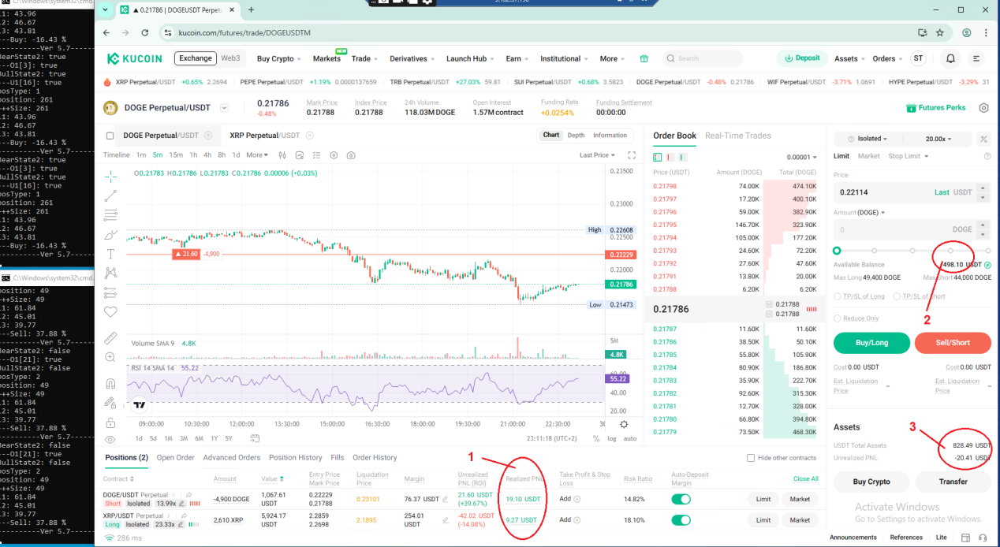 C:\Windows\system32\cmd.
1: 43.96
2: 46.67
3: 43.81
---Buy: -16.43 %
----------Ver 5.7------
BearState2: true
---O1[3]: true
BullState2: true
---U1[16]: true
posType: 1
position: 261
+++Size: 261
1: 43.96
2: 46.67
3: 43.81
---Buy: -16.43 %
----------Ver 5.7------
BearState2: true
---O1[3]: true
BullState2: true
---U1[16]: true
posType: 1
position: 261
+++Size: 261
1: 43.96
2: 46.67
3: 43.81
---Buy: -16.43 %
----------Ver 5.7------
C:\Windows\system32\cmd.
position: 49
+++Size: 49
1: 61.84
2: 45.01
3: 39.77
---Sell: 37.88 %
----------Ver 5.7------
BearState2: false
---O1[21]: true
BullState2: false
posType: 2
position: 49
+++Size: 49
1: 61.84
2: 45.01
3: 39.77
---Sell: 37.88 %
----------Ver 5.7------
BearState2: false
---O1[21]: true
BullState2: false
posType: 2
position: 49
+++Size: 49
1: 61.84
2: 45.01
3: 39.77
---Sell: 37.88 %
----------Ver 5.7------
▲ 0.21786 | DOGEUSDT Perpet
kucoin.com/futures/trade/DOGEUSDTM
KUCOIN Exchange Web3 Buy Crypto Markets NEW Trade Derivatives Launch Hub Earn Institutional More Search Deposit Assets Orders ST
XRP Perpetual/USDT +0.65% 2.2694 PEPE Perpetual/USDT +1.19% 0.0000137659 TRB Perpetual/USDT +27.03% 59.81 SUI Perpetual/USDT +0.68% 3.5823 DOGE Perpetual/USDT -0.48% 0.21786 WIF Perpetual/USDT -3.71% 1.0691 HYPE Perpetual/USDT -3.29% 31
DOGE Perpetual/USDT
0.21786
-0.48%
Mark Price
0.21788
Index Price
0.21788
24h Volume
118.03M DOGE
Open Interest
1.57M contract
Funding Rate
+0.0254%
Funding Settlement
00:00:00
Futures Perks
DOGE Perpetual/USDT XRP Perpetual/USDT Chart Depth Information
Timeline 1m 5m 15m 1h 4h 8h 1d More Last Price
O0.21783 H0.21786 L0.21783 C0.21786 0.00006 (+0.03%)
0.23500
0.23000
High 0.22608
0.22500
▲ 21.60 -4,900 0.22229
0.22000
0.21786
Low 0.21473
Volume SMA 9 4.8K
5M
4.8K
RSI 14 SMA 14 55.22
60.00
55.22
40.00
20.00
09:00:00 10:30:00 12:00:00 13:30:00 15:00:00 16:30:00 18:00:00 19:30:00 21:00:00 22:30:00 30
1d 5d 1M 3M 6M 1Y 5Y 23:11:18 (UTC+2) % log auto
Order Book Real-Time Trades
0.00001
Price (USDT) Amount (DOGE) Total (DOGE)
0.21798 74.00K 474.10K
0.21797 17.20K 400.10K
0.21796 59.00K 382.90K
0.21795 146.70K 323.90K
0.21794 105.00K 177.20K
0.21793 24.60K 72.20K
0.21792 27.60K 47.60K
0.21791 13.80K 20.00K
0.21788 6.20K 6.20K
0.21786
0.21788
0.21788
0.21787 11.60K 11.60K
0.21786 38.50K 50.10K
0.21785 55.80K 105.90K
0.21784 80.90K 186.80K
0.21783 35.90K 222.70K
0.21782 92.60K 315.30K
0.21781 12.70K 328.00K
0.21780 66.80K 394.80K
0.21779 73.50K 468.30K
Isolated 20.00x
Limit Market Stop Limit
Price
0.22114 Last USDT
Amount (DOGE)
0 DOGE
Available Balance 498.10 USDT
Max Long 49,400 DOGE Max Short 44,000 DOGE
TP/SL of Long TP/SL of Short
2
Reduce Only
Buy/Long Sell/Short
Cost 0.00 USDT Cost 0.00 USDT
Est. Liquidation Price -- Est. Liquidation Price --
Assets
3
USDT Total Assets 828.49 USDT
Unrealized PNL -20.41 USDT
Buy Crypto Transfer
Positions (2) Open Order Advanced Orders Position History Fills Order History
1
Hide other contracts
Contract Amount Value Entry Price Mark Price Liquidation Price Margin Unrealized PNL (ROI) Realized PNL Take Profit & Stop Loss Risk Ratio Auto-Deposit Margin Close All
DOGE/USDT Perpetual
Short Isolated 13.99x
-4,900 DOGE 1,067.61 USDT 0.22229 0.21788 0.23101 76.37 USDT 21.60 USDT (+39.67%) 19.10 USDT Add 14.82% Limit Market
XRP/USDT Perpetual
Long Isolated 23.33x
2,610 XRP 5,924.17 USDT 2.2859 2.2698 2.1895 254.01 USDT -42.02 USDT (-14.08%) 9.27 USDT Add 18.10% Limit Market
Activate Windows
Go to Settings to activate Windows.
286 ms
Announcements References Lite